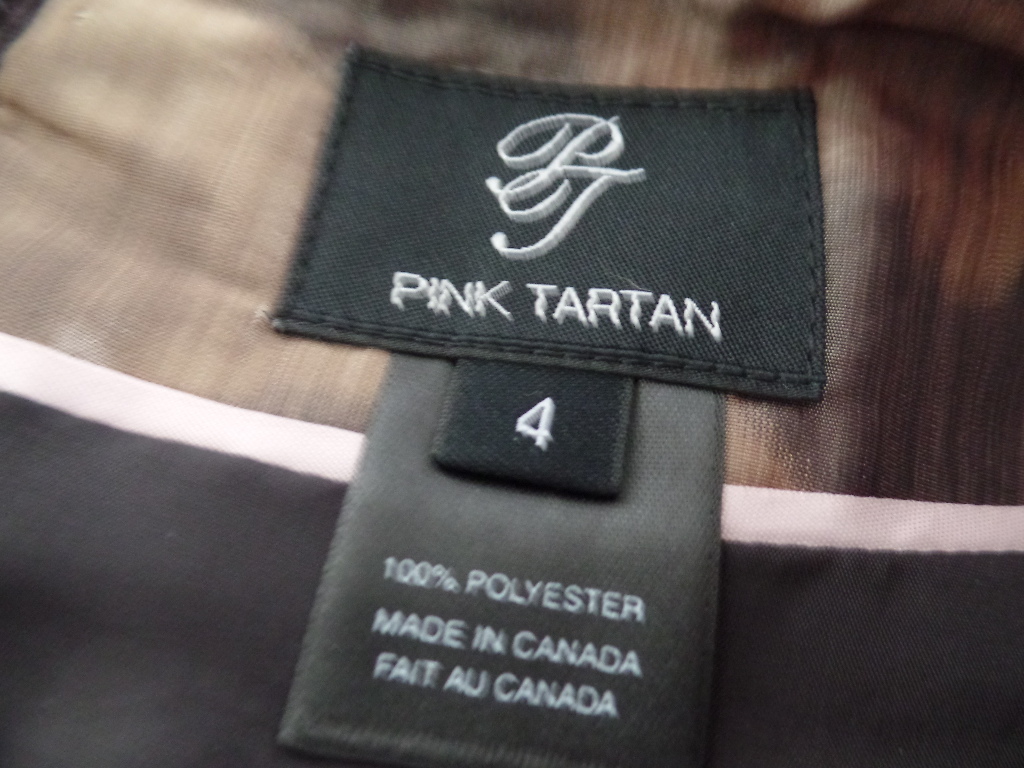 PT
PINK TARTAN
4
100% POLYESTER
MADE IN CANADA
FAIT AU CANADA